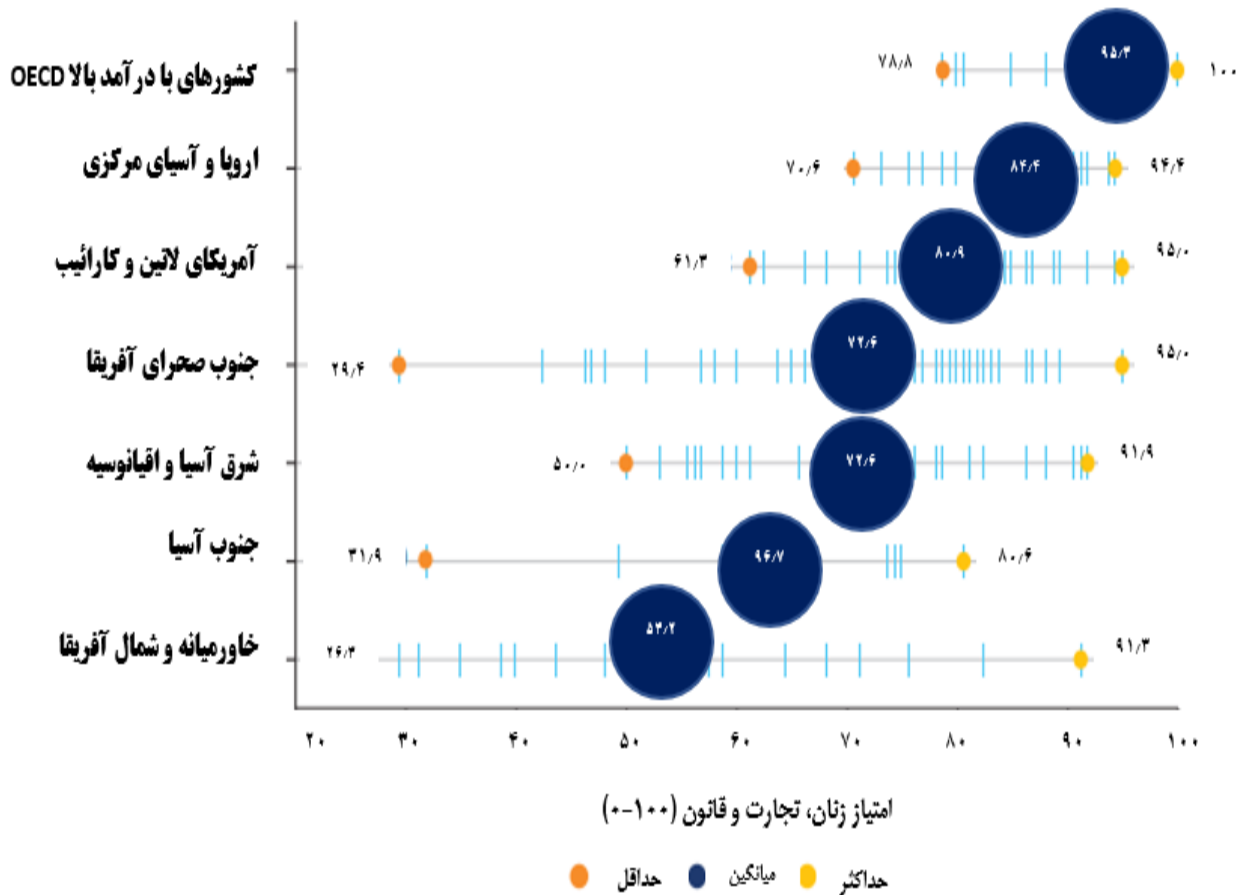 کشورهای با درآمد بالا OECD
۷۸/۸
۹۵/۳
۱۰۰
اروپا و آسیای مرکزی
۷۰/۶
۸۴/۴
۹۴/۴
آمریکای لاتین و کارائیب
۶۱/۳
۸۰/۹
۹۵/۰
جنوب صحرای آفریقا
۲۹/۴
۷۲/۶
۹۵/۰
شرق آسیا و اقیانوسیه
۵۰/۰
۷۲/۶
۹۱/۹
جنوب آسیا
۳۱/۹
۹۶/۷
۸۰/۶
خاورمیانه و شمال آفریقا
۲۶/۳
۵۳/۲
۹۱/۳
۲۰ ۳۰ ۴۰ ۵۰ ۶۰ ۷۰ ۸۰ ۹۰ ۱۰۰
امتیاز زنان، تجارت و قانون (۱۰۰-۰)
حداکثر میانگین حداقل